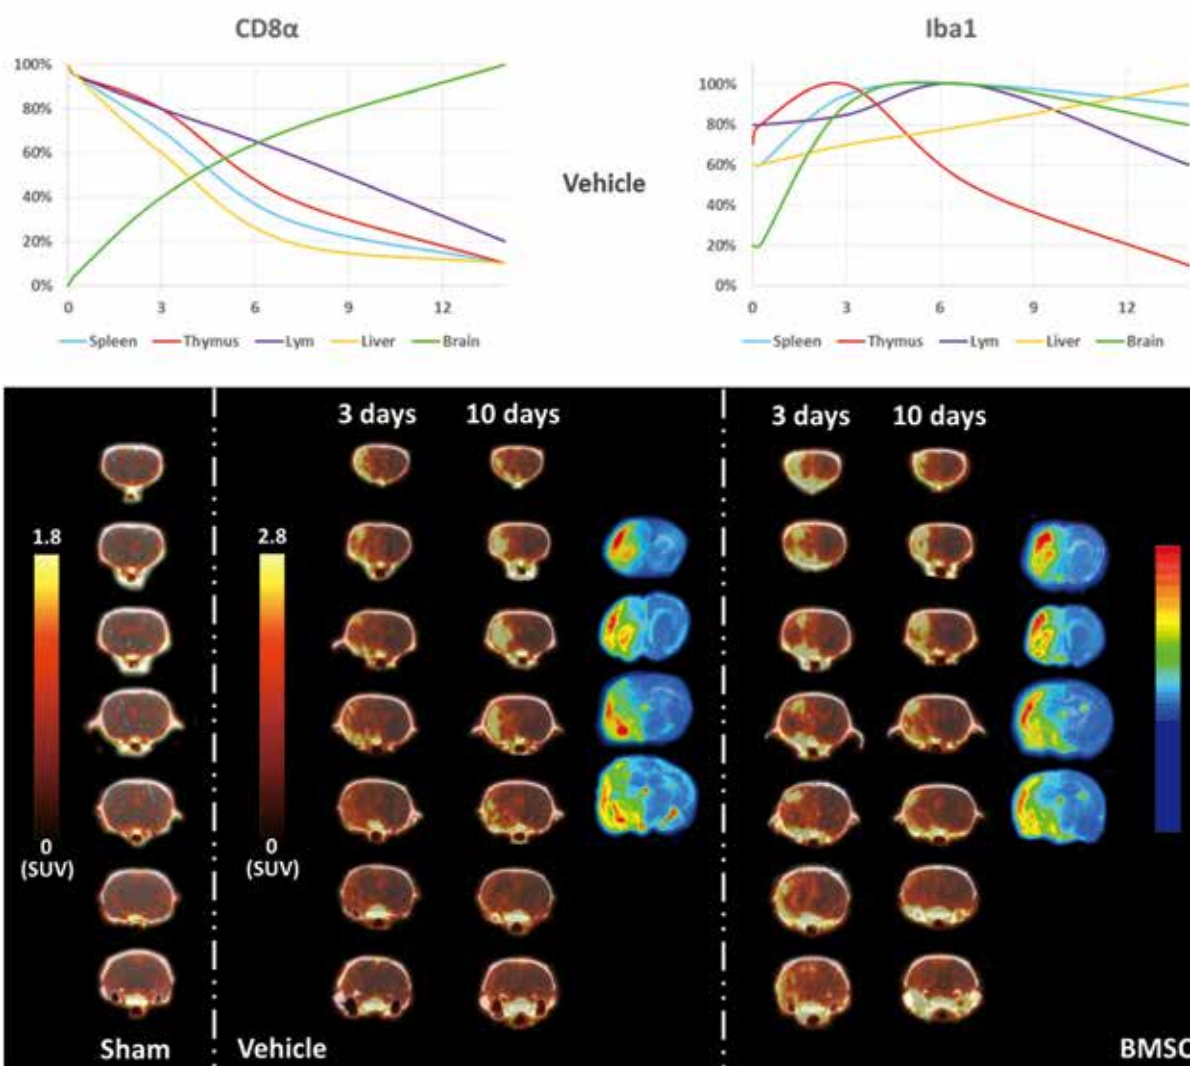 CD8α
100%
80%
60%
40%
20%
0%
0 3 6 9 12
Spleen Thymus Lym Liver Brain
Vehicle
Iba1
100%
80%
60%
40%
20%
0%
0 3 6 9 12
Spleen Thymus Lym Liver Brain
3 days 10 days 3 days 10 days
1.8 2.8
0 0
(SUV) (SUV)
Sham Vehicle BMSC